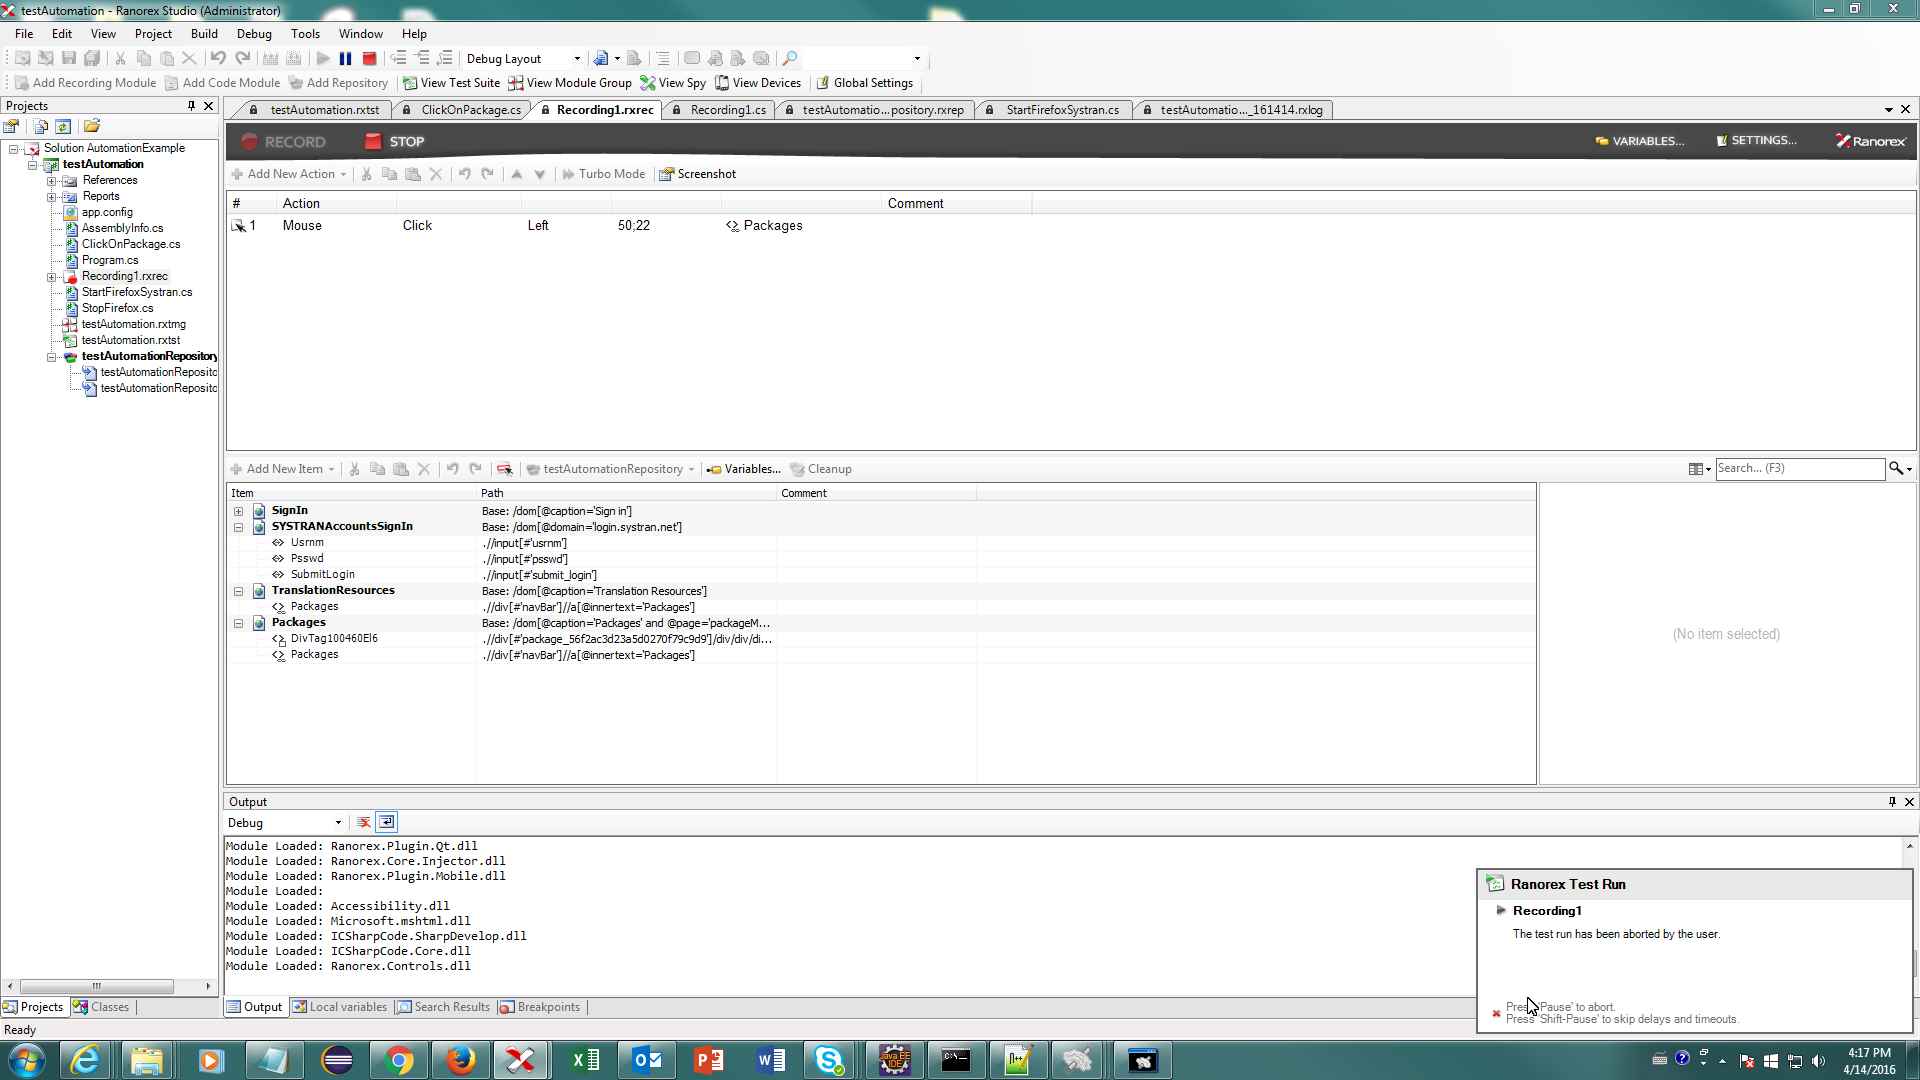 testAutomation - Ranorex Studio (Administrator)
File Edit View Project Build Debug Tools Window Help
Debug Layout
Add Recording Module Add Code Module Add Repository View Test Suite View Module Group View Spy View Devices Global Settings
Projects
testAutomation.rxtst ClickOnPackage.cs Recording1.rxrec Recording1.cs testAutomatio...pository.rxrep StartFirefoxSystran.cs testAutomatio..._161414.rxlog
Solution AutomationExample
testAutomation
References
Reports
app.config
AssemblyInfo.cs
ClickOnPackage.cs
Program.cs
Recording1.rxrec
StartFirefoxSystran.cs
StopFirefox.cs
testAutomation.rxtmg
testAutomation.rxtst
testAutomationRepository
testAutomationReposito
testAutomationReposito
RECORD STOP VARIABLES... SETTINGS... Ranorex
Add New Action Turbo Mode Screenshot
# Action Comment
1 Mouse Click Left 50;22 Packages
Add New Item testAutomationRepository Variables... Cleanup Search... (F3)
Item Path Comment
SignIn Base: /dom[@caption='Sign in']
SYSTRANAccountsSignIn Base: /dom[@domain='login.systran.net']
Usrnm .//input[#'usrnm']
Psswd .//input[#'psswd']
SubmitLogin .//input[#'submit_login']
TranslationResources Base: /dom[@caption='Translation Resources']
Packages .//div[#'navBar']//a[@innertext='Packages']
Packages Base: /dom[@caption='Packages' and @page='packageM...
DivTag100460El6 .//div[#'package_56f2ac3d23a5d0270f79c9d9']/div/div/di...
Packages .//div[#'navBar']//a[@innertext='Packages']
(No item selected)
Output
Debug
Module Loaded: Ranorex.Plugin.Qt.dll
Module Loaded: Ranorex.Core.Injector.dll
Module Loaded: Ranorex.Plugin.Mobile.dll
Module Loaded:
Module Loaded: Accessibility.dll
Module Loaded: Microsoft.mshtml.dll
Module Loaded: ICSharpCode.SharpDevelop.dll
Module Loaded: ICSharpCode.Core.dll
Module Loaded: Ranorex.Controls.dll
Ranorex Test Run
Recording1
The test run has been aborted by the user.
Press 'Pause' to abort.
Press 'Shift-Pause' to skip delays and timeouts.
Projects Classes Output Local variables Search Results Breakpoints
Ready
4:17 PM
4/14/2016